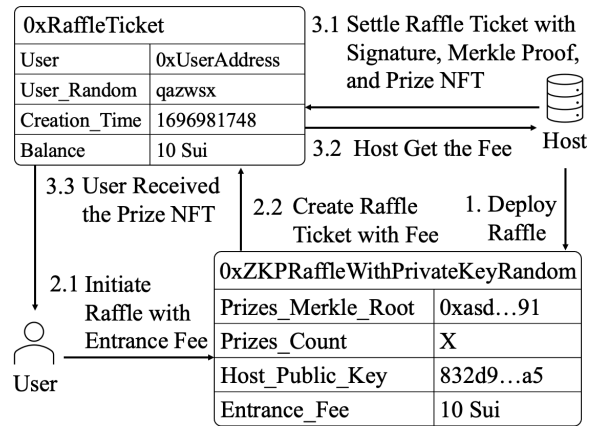 0xRaffleTicket
User 0xUserAddress
User_Random qazwsx
Creation_Time 1696981748
Balance 10 Sui
3.1 Settle Raffle Ticket with
Signature, Merkle Proof,
and Prize NFT
Host
3.2 Host Get the Fee
3.3 User Received
the Prize NFT
2.2 Create Raffle
Ticket with Fee
1. Deploy
Raffle
2.1 Initiate
Raffle with
Entrance Fee
User
0xZKPRaffleWithPrivateKeyRandom
Prizes_Merkle_Root 0xasd…91
Prizes_Count X
Host_Public_Key 832d9…a5
Entrance_Fee 10 Sui